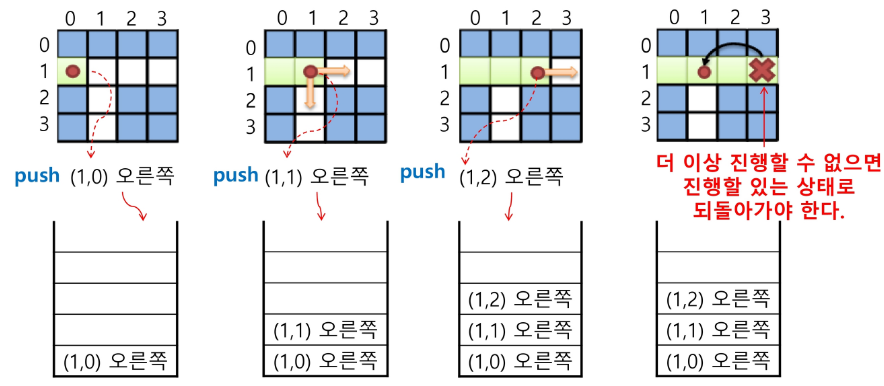 0 1 2 3
0
1
2
3
push (1,0) 오른쪽
(1,0) 오른쪽
0 1 2 3
0
1
2
3
push (1,1) 오른쪽
(1,1) 오른쪽
(1,0) 오른쪽
0 1 2 3
0
1
2
3
push (1,2) 오른쪽
(1,2) 오른쪽
(1,1) 오른쪽
(1,0) 오른쪽
0 1 2 3
0
1
2
3
더 이상 진행할 수 없으면
진행할 있는 상태로
되돌아가야 한다.
(1,2) 오른쪽
(1,1) 오른쪽
(1,0) 오른쪽